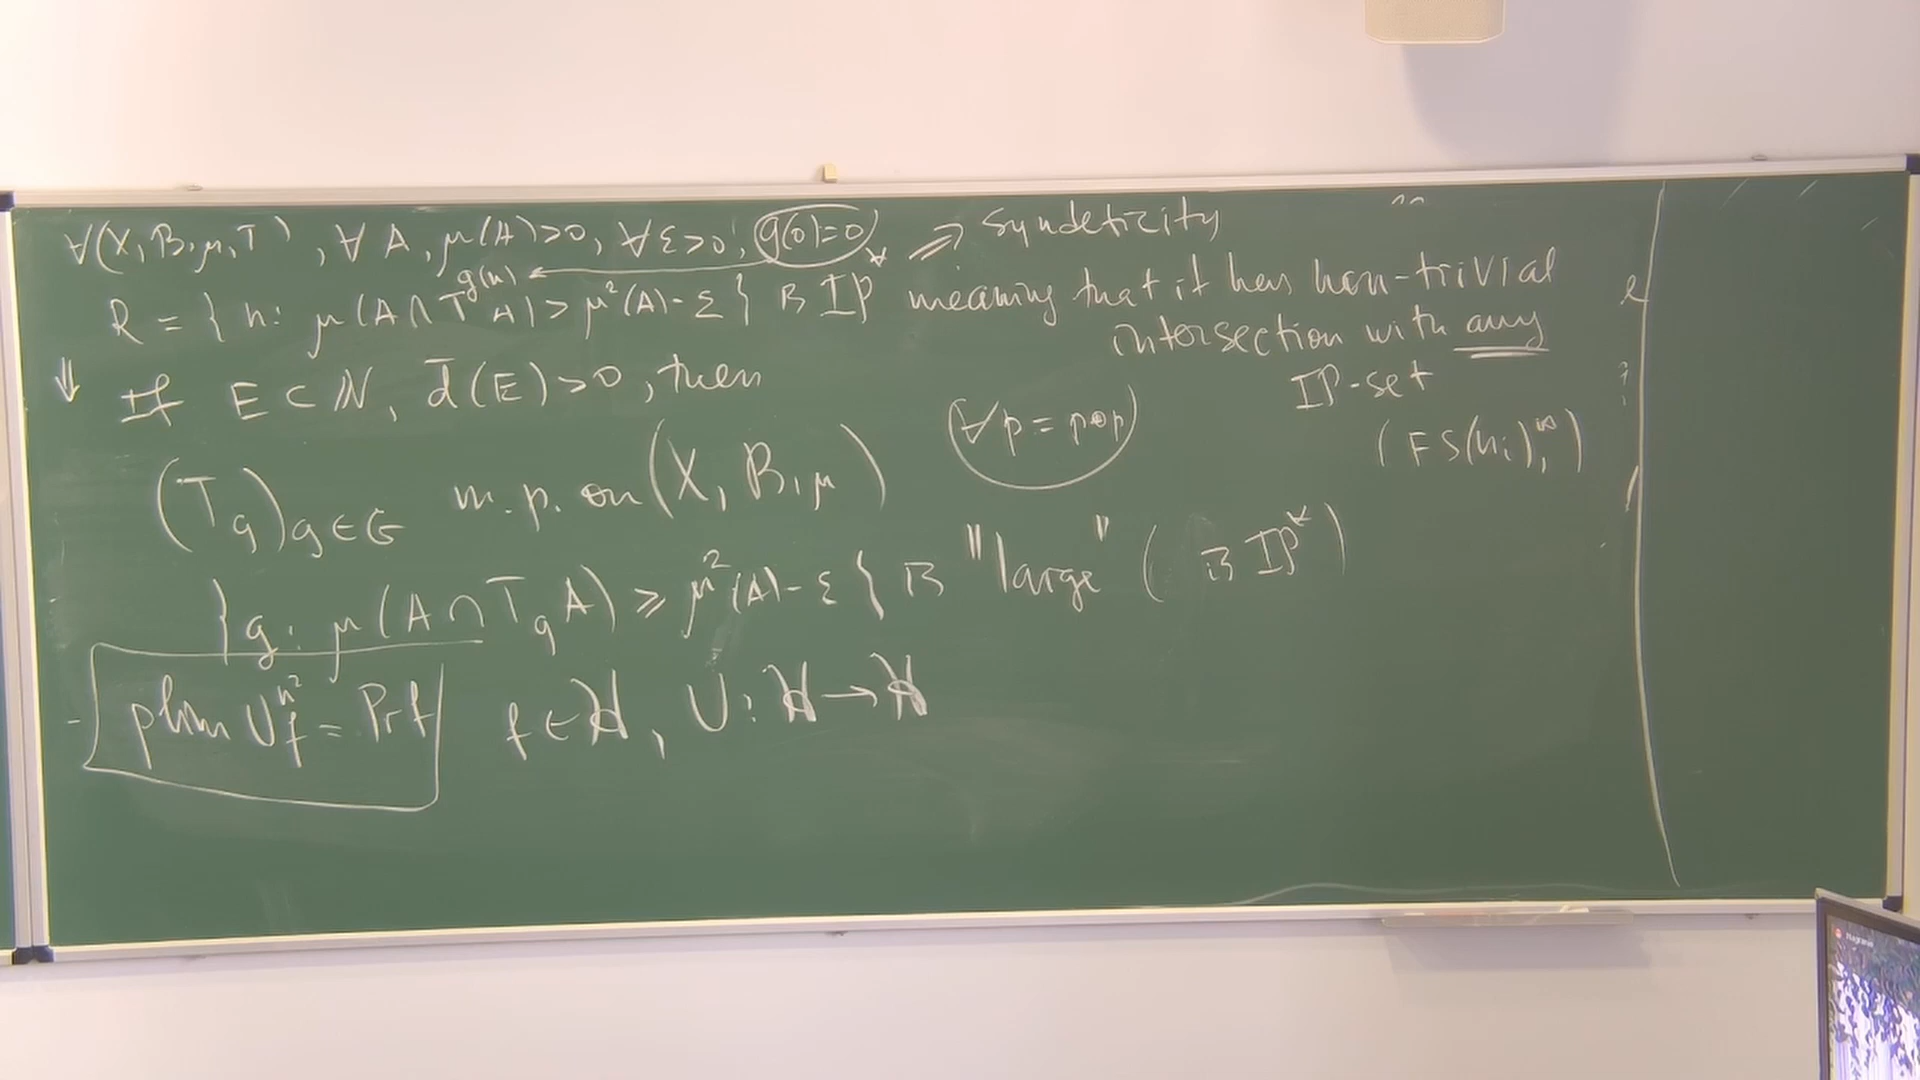 ∀(X, B, μ, T), ∀ A, μ(A)>0, ∀ ε>0, g(0)=0 ⇒ Syndeticity
R = { n: μ(A ∩ T^{g(n)} A) > μ²(A) - ε } is IP* meaning that it has non-trivial
intersection with any
IP-set
(FS(n_i)_1^∞)
⇓ If E ⊂ ℕ, d̄(E) > 0, then
(∀ p = p+p)
(T_g)_{g∈G} m.p. on (X, B, μ)
{g: μ(A ∩ T_g A) ≥ μ²(A) - ε} is "large" (is IP*)
p-lim U^{n²} f = Pr f f ∈ H, U: H → H